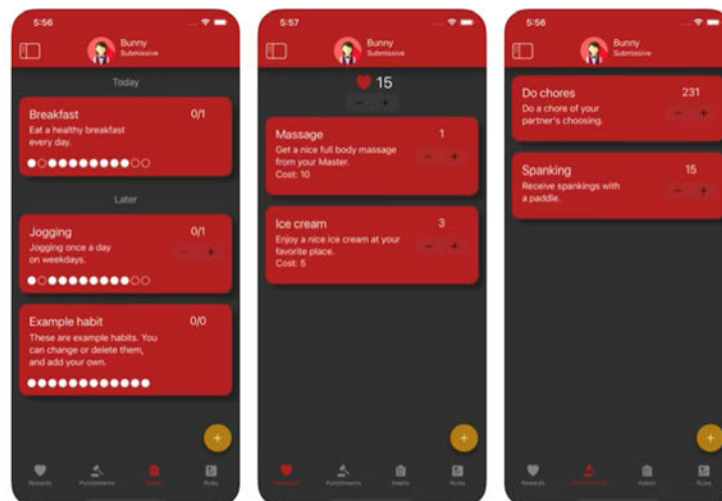 5:56
Bunny
Submissive
Today
Breakfast 0/1
Eat a healthy breakfast
every day.
Later
Jogging 0/1
Jogging once a day
on weekdays.
Example habit 0/0
These are example habits. You
can change or delete them,
and add your own.
Rewards Punishments Habits Rules
5:57
Bunny
Submissive
15
− +
Massage 1
Get a nice full body massage
from your Master.
Cost: 10
Ice cream 3
Enjoy a nice ice cream at your
favorite place.
Cost: 5
Rewards Punishments Habits Rules
5:56
Bunny
Submissive
Do chores 231
Do a chore of your
partner's choosing.
Spanking 15
Receive spankings with
a paddle.
Rewards Punishments Habits Rules